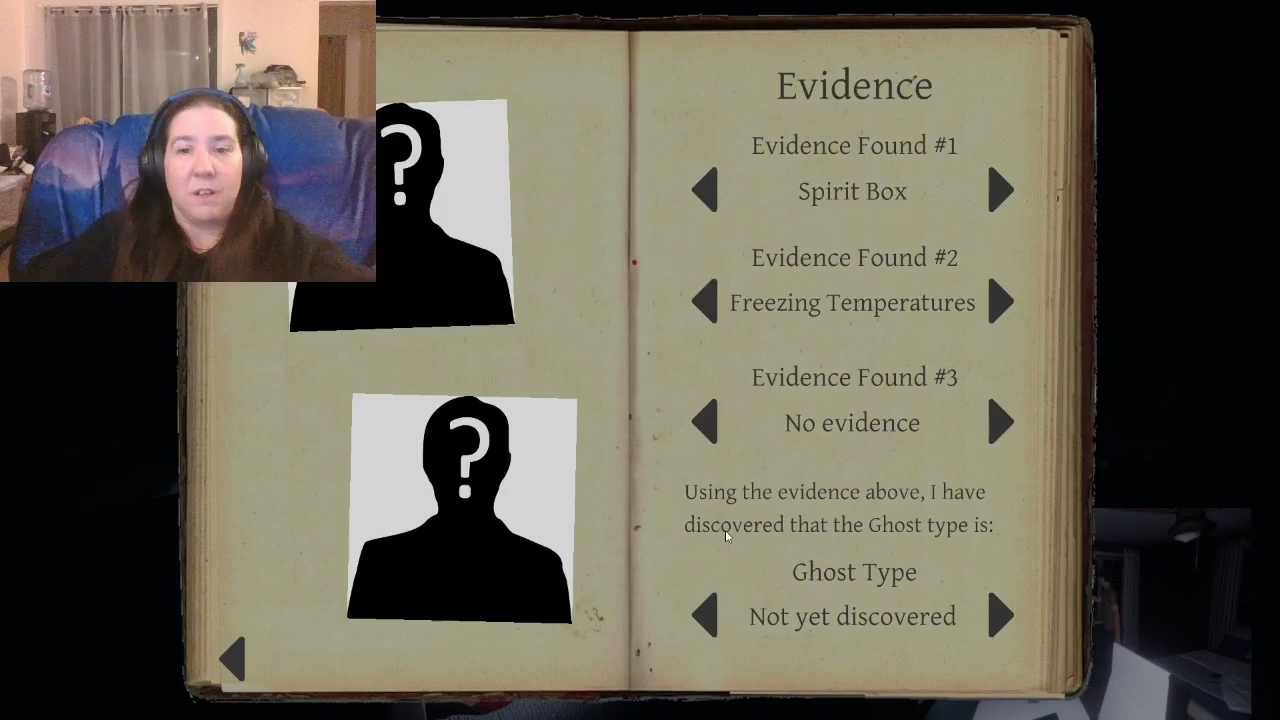 ?
?
Evidence
Evidence Found #1
Spirit Box
Evidence Found #2
Freezing Temperatures
Evidence Found #3
No evidence
Using the evidence above, I have
discovered that the Ghost type is:
Ghost Type
Not yet discovered